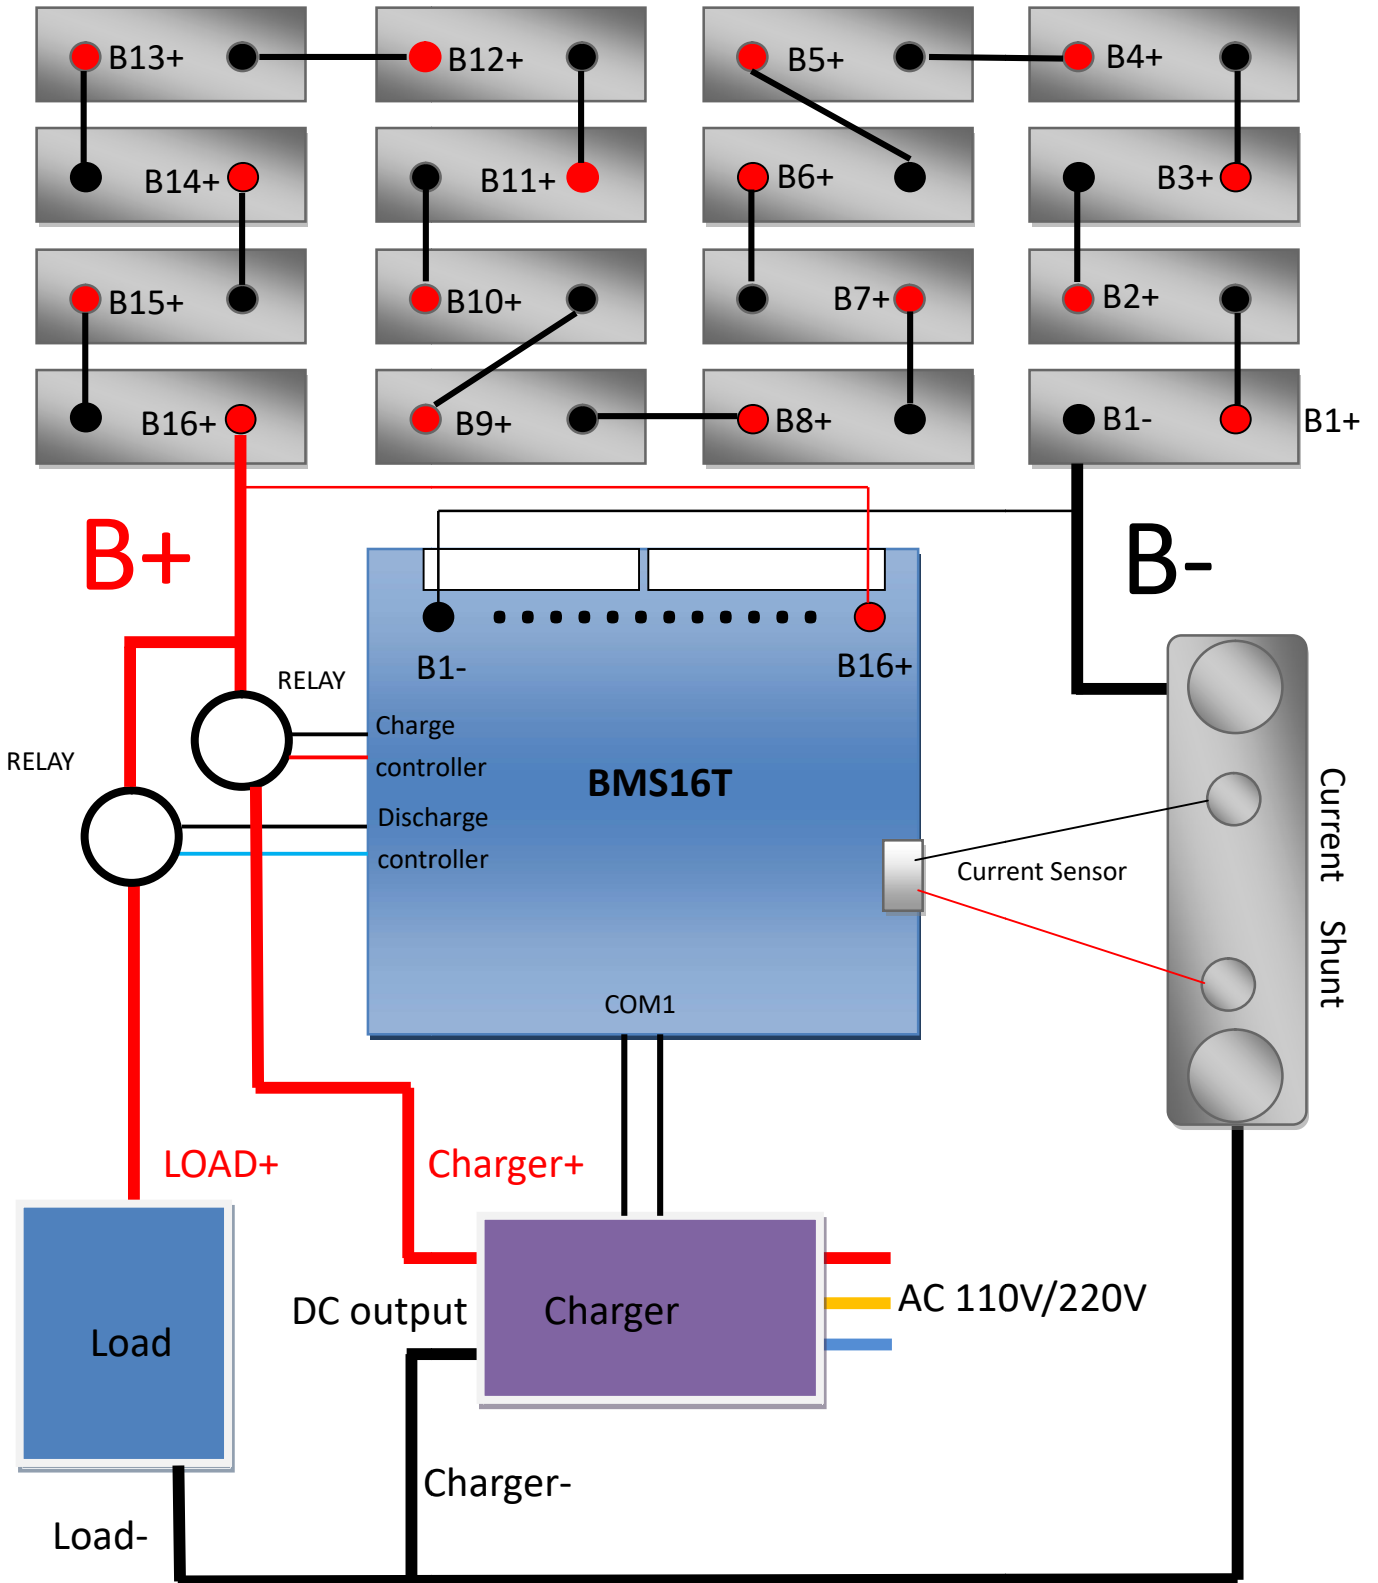 B13+
B12+
B5+
B4+
B14+
B11+
B6+
B3+
B15+
B10+
B7+
B2+
B16+
B9+
B8+
B1-
B1+
B+
B-
B1-
B16+
RELAY
Charge
controller
RELAY
BMS16T
Discharge
controller
Current Sensor
Current Shunt
COM1
LOAD+
Charger+
DC output
Charger
AC 110V/220V
Load
Charger-
Load-